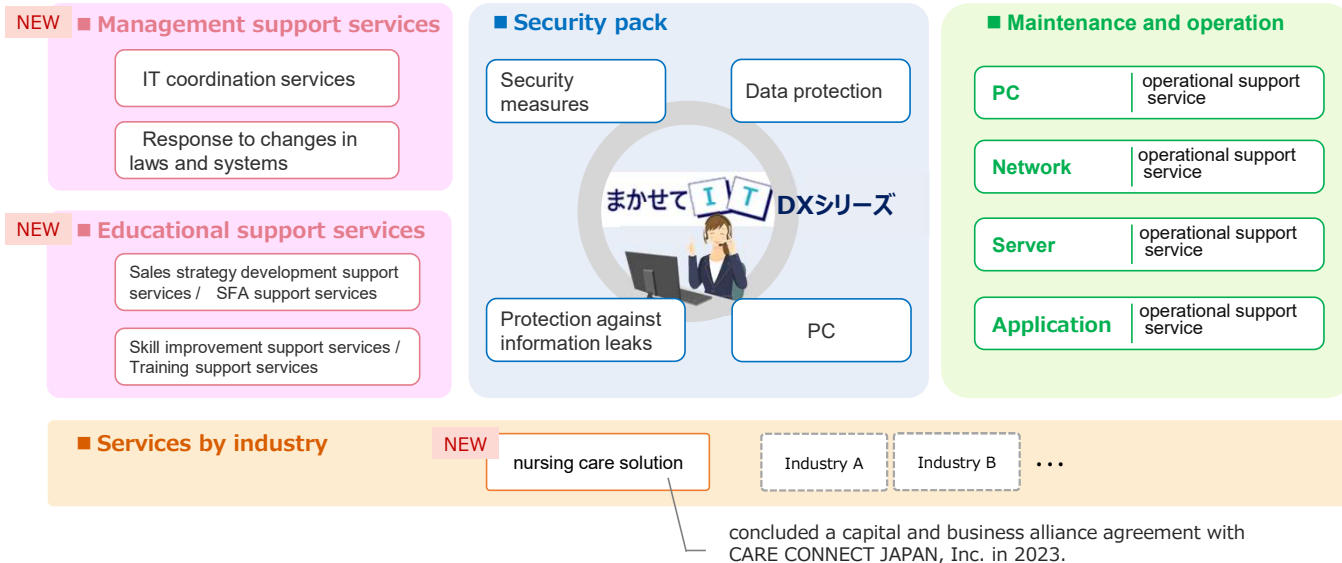 NEW
■ Management support services
IT coordination services
Response to changes in
laws and systems
NEW
■ Educational support services
Sales strategy development support
services / SFA support services
Skill improvement support services /
Training support services
■ Security pack
Security
measures
Data protection
まかせて IT DXシリーズ
Protection against
information leaks
PC
■ Maintenance and operation
PC
operational support
service
Network
operational support
service
Server
operational support
service
Application
operational support
service
■ Services by industry
NEW
nursing care solution
Industry A
Industry B
...
concluded a capital and business alliance agreement with
CARE CONNECT JAPAN, Inc. in 2023.